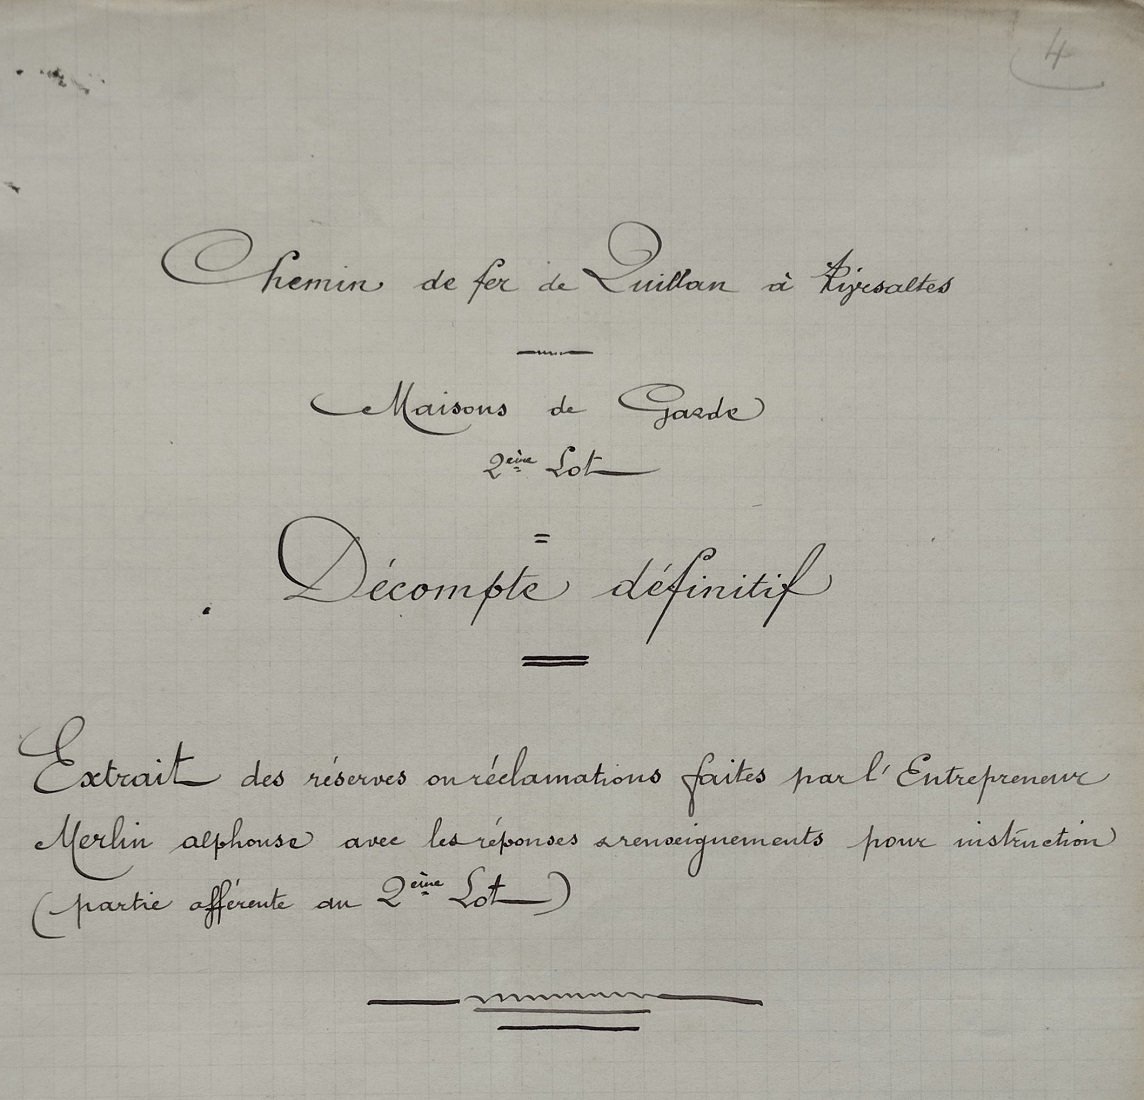 4
Chemin de fer de Quillan à Rivesaltes
Maisons de Garde
2ème Lot
Décompte définitif
Extrait des réserves ou réclamations faites par l'Entrepreneur
Merlin alphonse avec les réponses & renseignements pour instruction
(partie afférente au 2ème Lot)